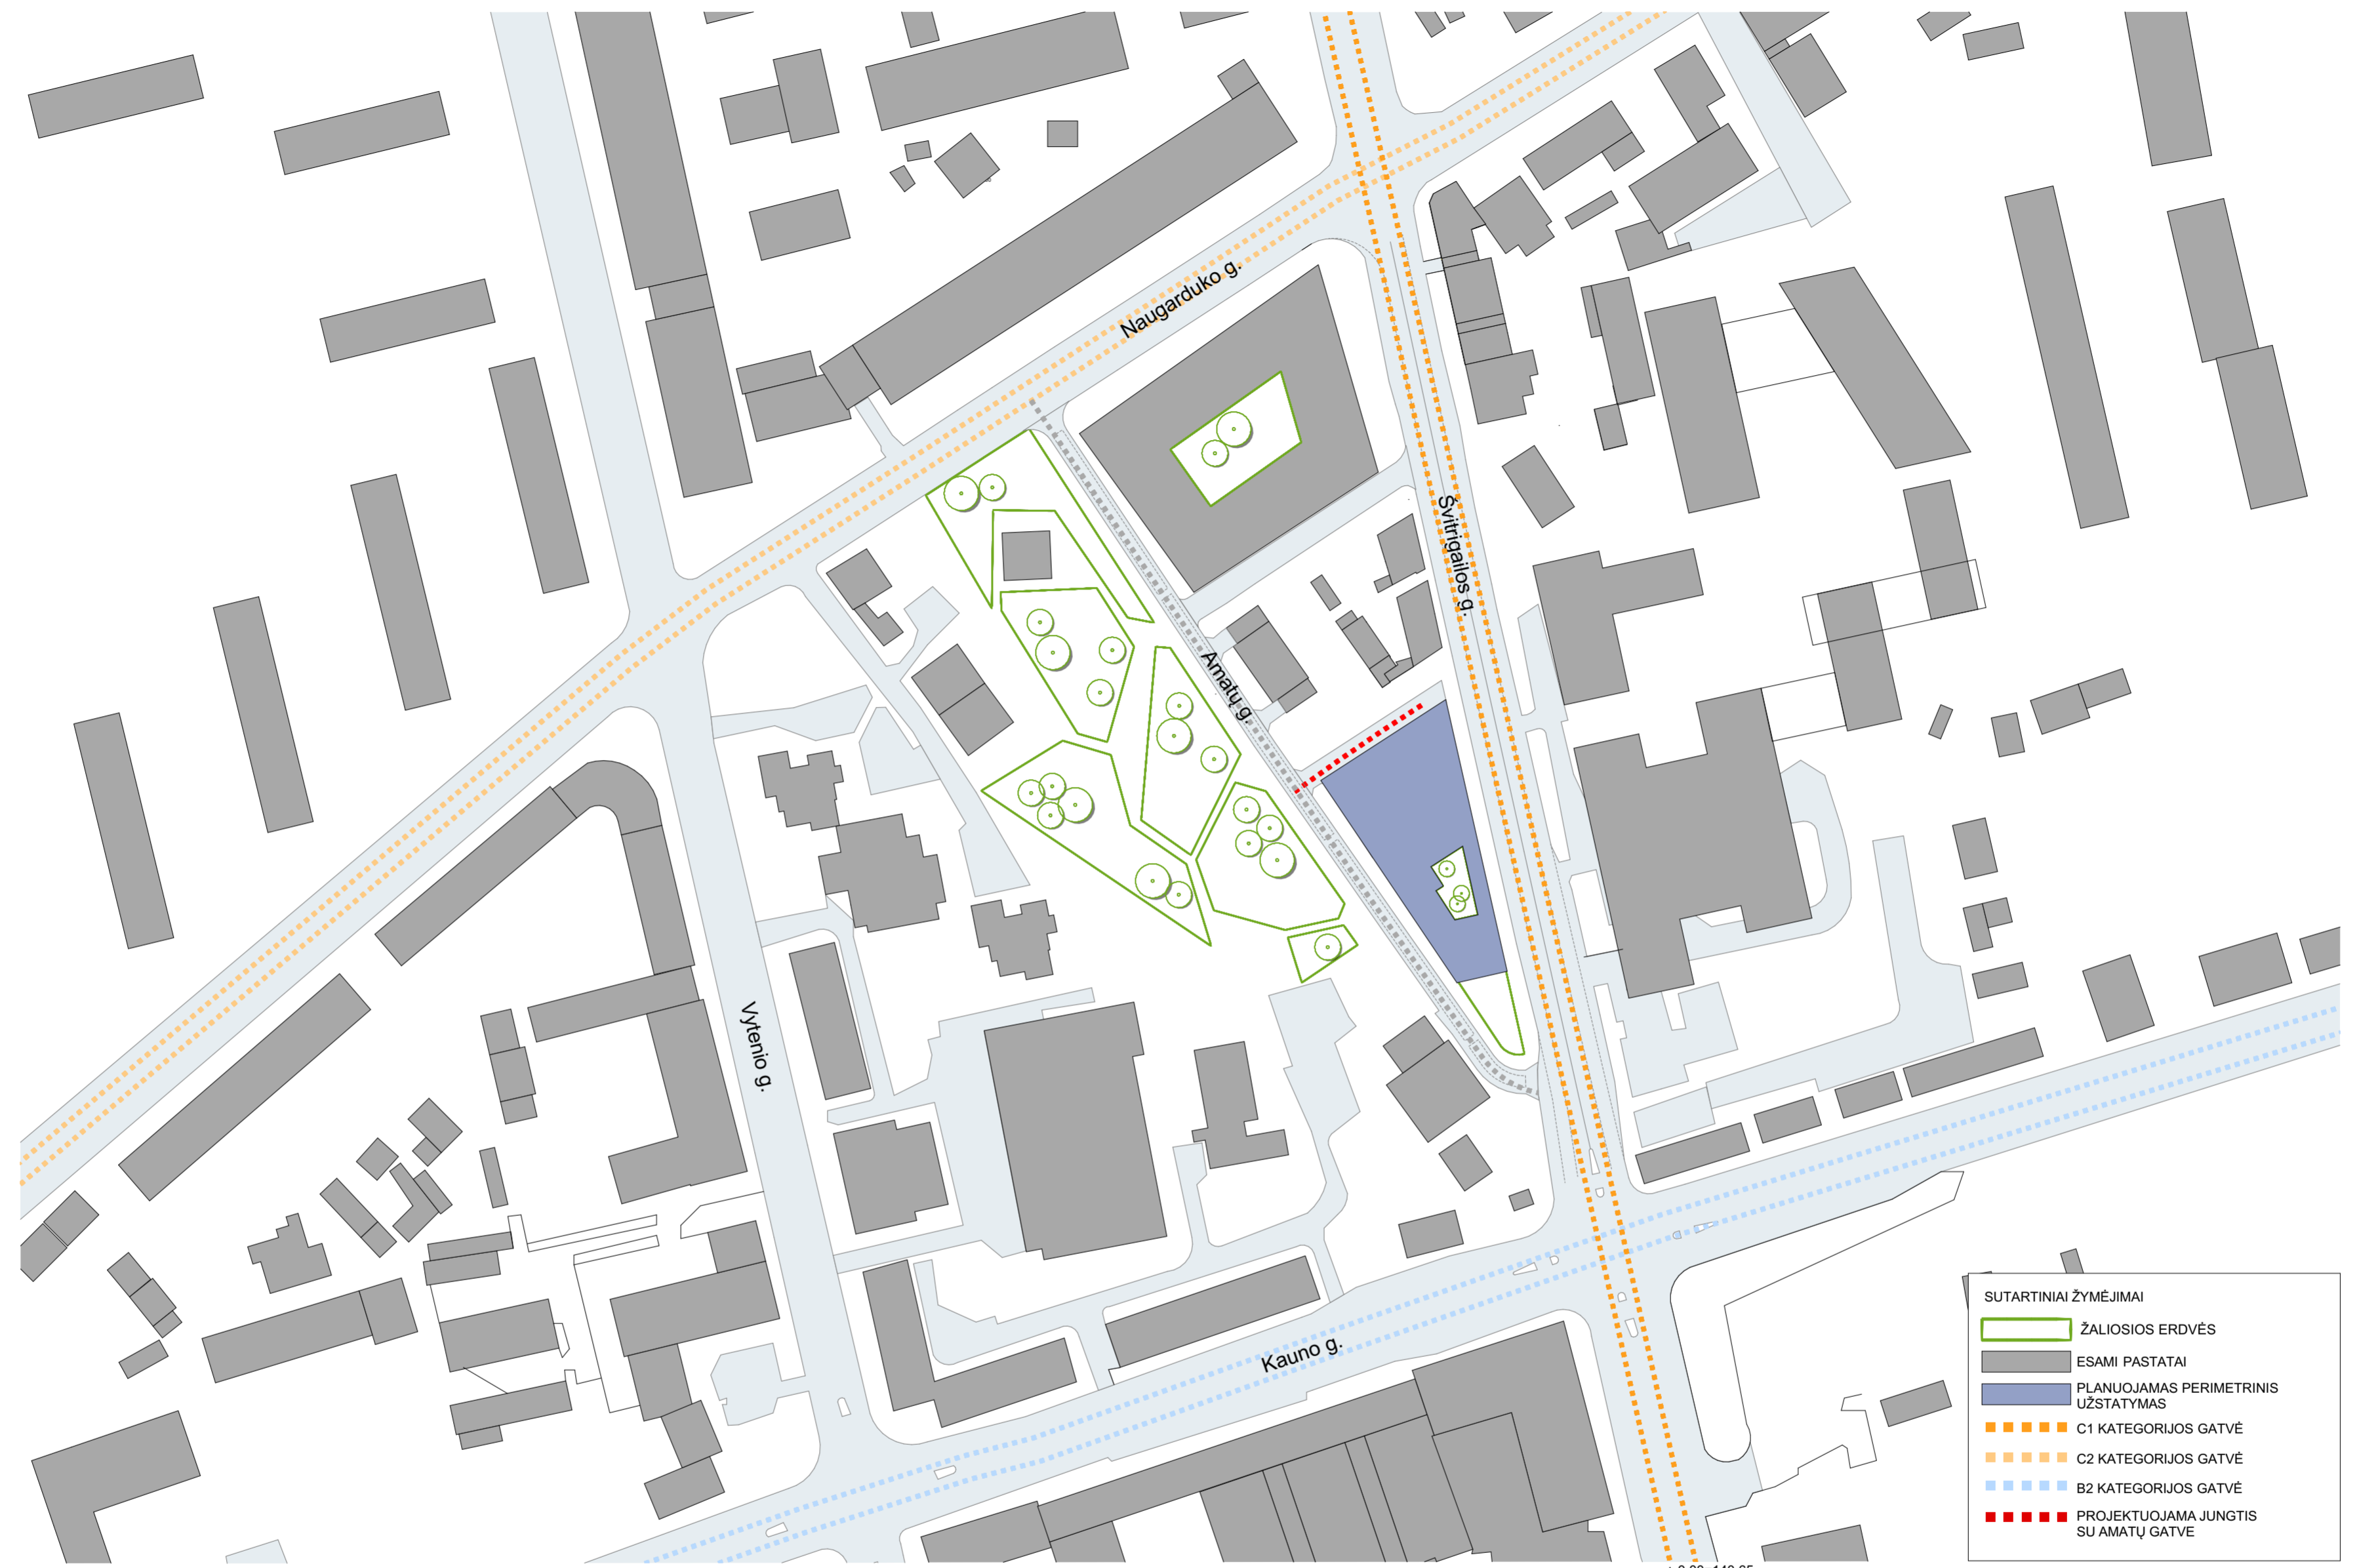 Naugarduko g.
Švitrigailos g.
Amatų g.
Vytenio g.
Kauno g.
SUTARTINIAI ŽYMĖJIMAI
ŽALIOSIOS ERDVĖS
ESAMI PASTATAI
PLANUOJAMAS PERIMETRINIS
UŽSTATYMAS
C1 KATEGORIJOS GATVĖ
C2 KATEGORIJOS GATVĖ
B2 KATEGORIJOS GATVĖ
PROJEKTUOJAMA JUNGTIS
SU AMATŲ GATVE